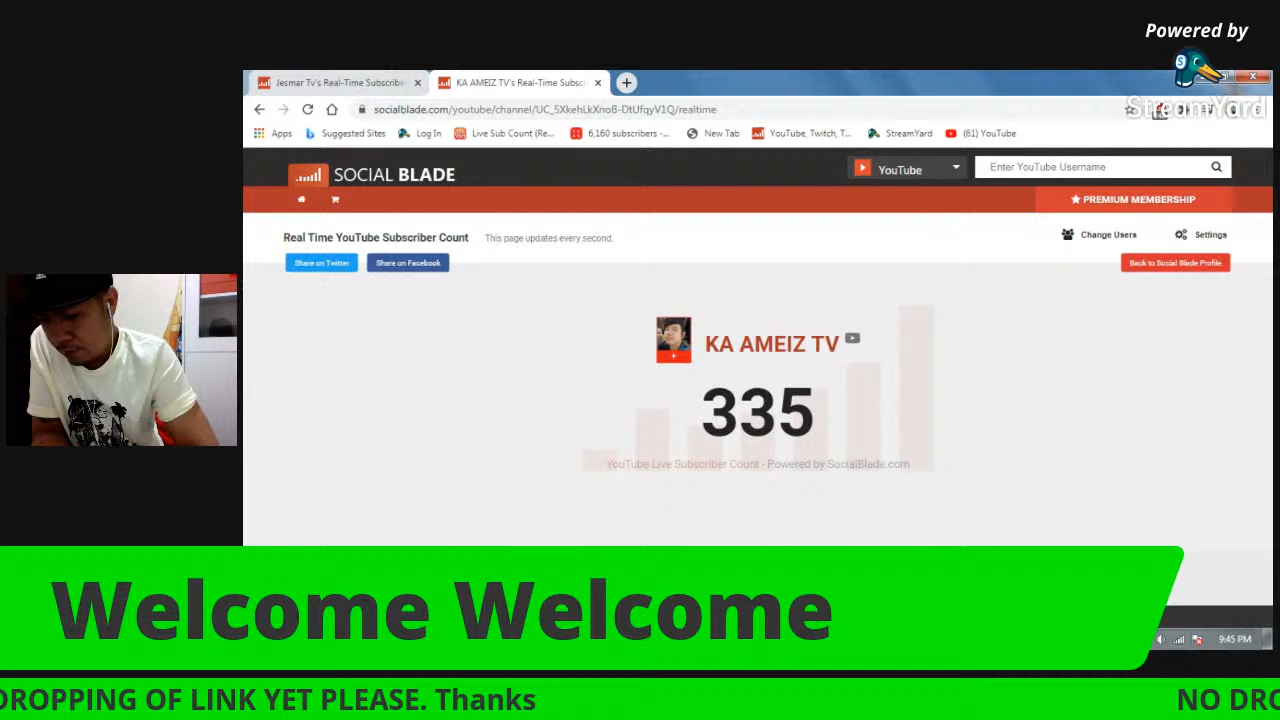 Powered by
StreamYard
Jesmar Tv's Real-Time Subscribe
KA AMEIZ TV's Real-Time Subsc
socialblade.com/youtube/channel/UC_5XkehLkXno8-DtUfqyV1Q/realtime
Apps Suggested Sites Log In Live Sub Count (Re... 6,160 subscribers -... New Tab YouTube, Twitch, T... StreamYard (61) YouTube
SOCIAL BLADE
YouTube
Enter YouTube Username
PREMIUM MEMBERSHIP
Real Time YouTube Subscriber Count This page updates every second.
Change Users Settings
Share on Twitter Share on Facebook
Back to Social Blade Profile
KA AMEIZ TV
335
YouTube Live Subscriber Count - Powered by SocialBlade.com
Welcome Welcome
9:45 PM
DROPPING OF LINK YET PLEASE. Thanks
NO DRO